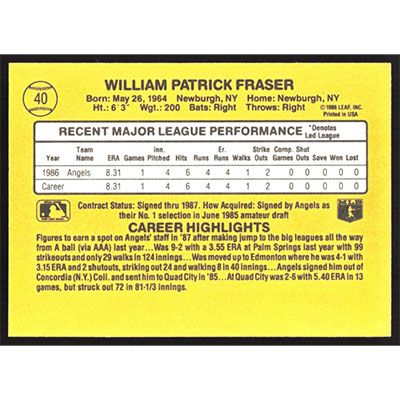 40
WILLIAM PATRICK FRASER
Born: May 26, 1964 Newburgh, NY Home: Newburgh, NY
Ht.: 6'3" Wgt.: 200 Bats: Right Throws: Right
©1986 LEAF, INC.
Printed in USA
RECENT MAJOR LEAGUE PERFORMANCE
*Denotes
Led League
Team Inn. Er. Strike Comp. Shut
Year Name ERA Games Pitched Hits Runs Runs Walks Outs Games Outs Save Won Lost
1986 Angels 8.31 1 4 6 4 4 1 2 0 0 0 0 0
Career 8.31 1 4 6 4 4 1 2 0 0 0 0 0
Contract Status: Signed thru 1987. How Acquired: Signed by Angels as
their No. 1 selection in June 1985 amateur draft
CAREER HIGHLIGHTS
Figures to earn a spot on Angels' staff in '87 after making jump to the big leagues all the way
from A ball (via AAA) last year...Was 9-2 with a 3.55 ERA at Palm Springs last year with 99
strikeouts and only 29 walks in 124 innings...Was moved up to Edmonton where he was 4-1 with
3.15 ERA and 2 shutouts, striking out 24 and walking 8 in 40 innings...Angels signed him out of
Concordia (N.Y.) Coll. and sent him to Quad City in '85...At Quad City was 2-6 with 5.40 ERA in 13
games, but struck out 72 in 81-1/3 innings.